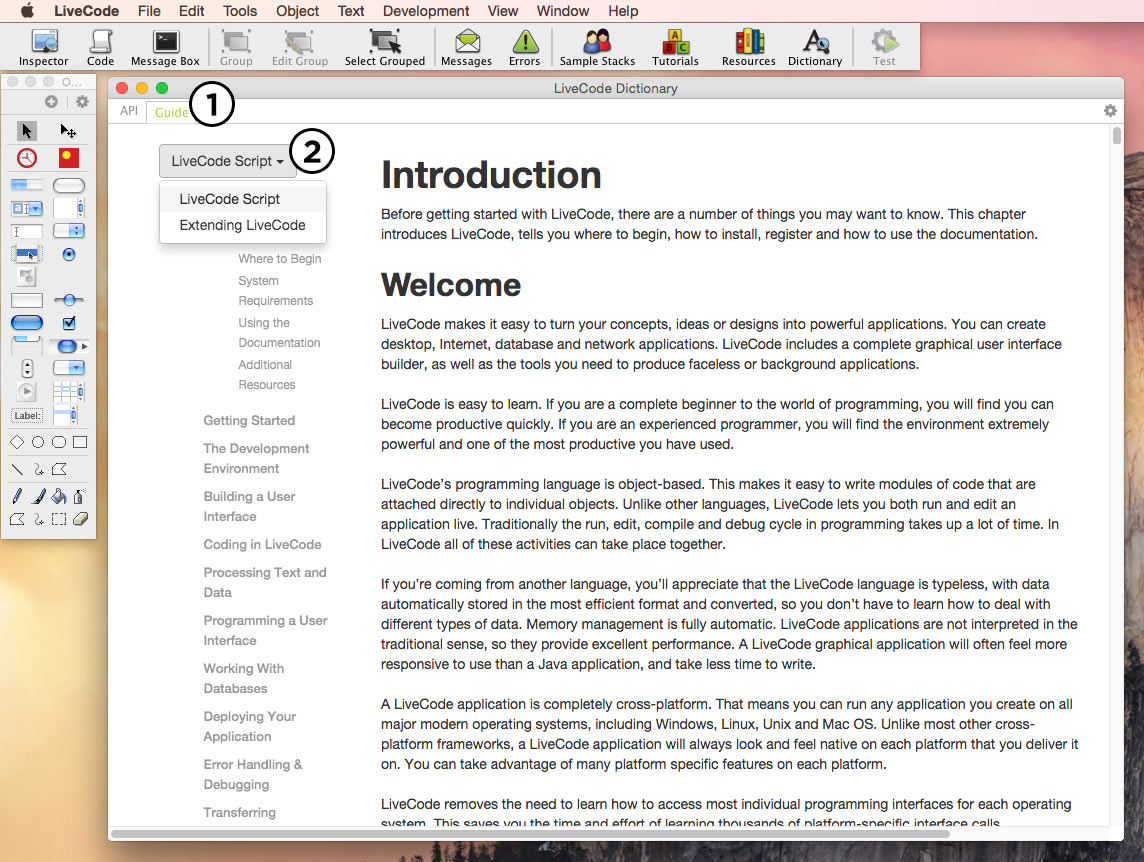 LiveCode File Edit Tools Object Text Development View Window Help
Inspector Code Message Box Group Edit Group Select Grouped Messages Errors Sample Stacks Tutorials Resources Dictionary Test
O...
LiveCode Dictionary
API Guide 1
LiveCode Script 2
LiveCode Script
Extending LiveCode
Where to Begin
System
Requirements
Using the
Documentation
Additional
Resources
Getting Started
The Development
Environment
Building a User
Interface
Coding in LiveCode
Processing Text and
Data
Programming a User
Interface
Working With
Databases
Deploying Your
Application
Error Handling &
Debugging
Transferring
Label:
Introduction
Before getting started with LiveCode, there are a number of things you may want to know. This chapter
introduces LiveCode, tells you where to begin, how to install, register and how to use the documentation.
Welcome
LiveCode makes it easy to turn your concepts, ideas or designs into powerful applications. You can create
desktop, Internet, database and network applications. LiveCode includes a complete graphical user interface
builder, as well as the tools you need to produce faceless or background applications.
LiveCode is easy to learn. If you are a complete beginner to the world of programming, you will find you can
become productive quickly. If you are an experienced programmer, you will find the environment extremely
powerful and one of the most productive you have used.
LiveCode's programming language is object-based. This makes it easy to write modules of code that are
attached directly to individual objects. Unlike other languages, LiveCode lets you both run and edit an
application live. Traditionally the run, edit, compile and debug cycle in programming takes up a lot of time. In
LiveCode all of these activities can take place together.
If you're coming from another language, you'll appreciate that the LiveCode language is typeless, with data
automatically stored in the most efficient format and converted, so you don't have to learn how to deal with
different types of data. Memory management is fully automatic. LiveCode applications are not interpreted in the
traditional sense, so they provide excellent performance. A LiveCode graphical application will often feel more
responsive to use than a Java application, and take less time to write.
A LiveCode application is completely cross-platform. That means you can run any application you create on all
major modern operating systems, including Windows, Linux, Unix and Mac OS. Unlike most other cross-
platform frameworks, a LiveCode application will always look and feel native on each platform that you deliver it
on. You can take advantage of many platform specific features on each platform.
LiveCode removes the need to learn how to access most individual programming interfaces for each operating
system. This saves you the time and effort of learning thousands of platform-specific interface calls.